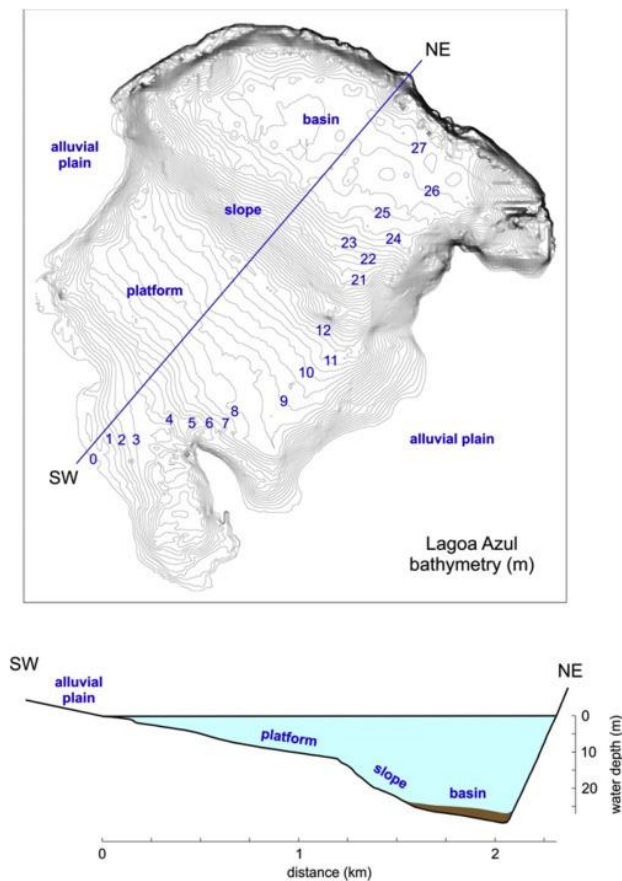 NE
basin
alluvial
plain
27
26
25
slope
24
23
22
21
platform
12
11
10
9
8
4
5
6
7
1
2
3
0
SW
alluvial plain
Lagoa Azul
bathymetry (m)
SW
NE
alluvial
plain
0
platform
10
slope
basin
20
water depth (m)
0
1
2
distance (km)